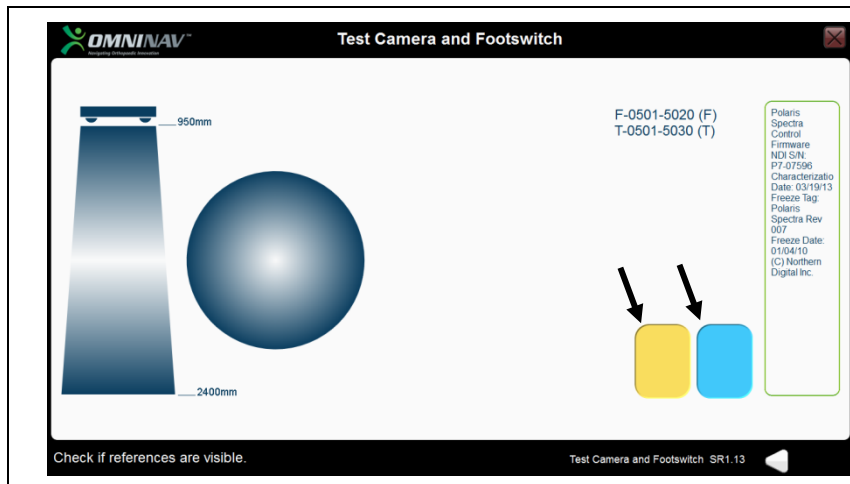 OMNINAV™
Navigating Orthopaedic Innovation
Test Camera and Footswitch
950mm
2400mm
F-0501-5020 (F)
T-0501-5030 (T)
Polaris
Spectra
Control
Firmware
NDI S/N:
P7-07596
Characterizatio
Date: 03/19/13
Freeze Tag:
Polaris
Spectra Rev
007
Freeze Date:
01/04/10
(C) Northern
Digital Inc.
Check if references are visible.
Test Camera and Footswitch SR1.13